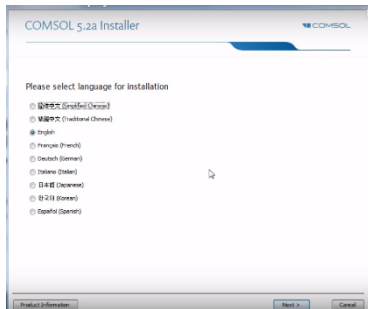 COMSOL 5.2a Installer
COMSOL
Please select language for installation
简体中文 (Simplified Chinese)
繁體中文 (Traditional Chinese)
English
Français (French)
Deutsch (German)
Italiano (Italian)
日本語 (Japanese)
한국어 (Korean)
Español (Spanish)
Product Information
Next >
Cancel